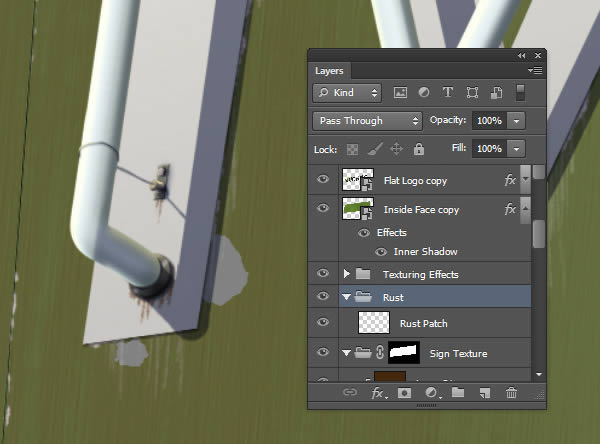 Layers
Kind T
Pass Through Opacity: 100%
Lock: Fill: 100%
Flat Logo copy fx
Inside Face copy fx
Effects
Inner Shadow
Texturing Effects
Rust
Rust Patch
Sign Texture
fx